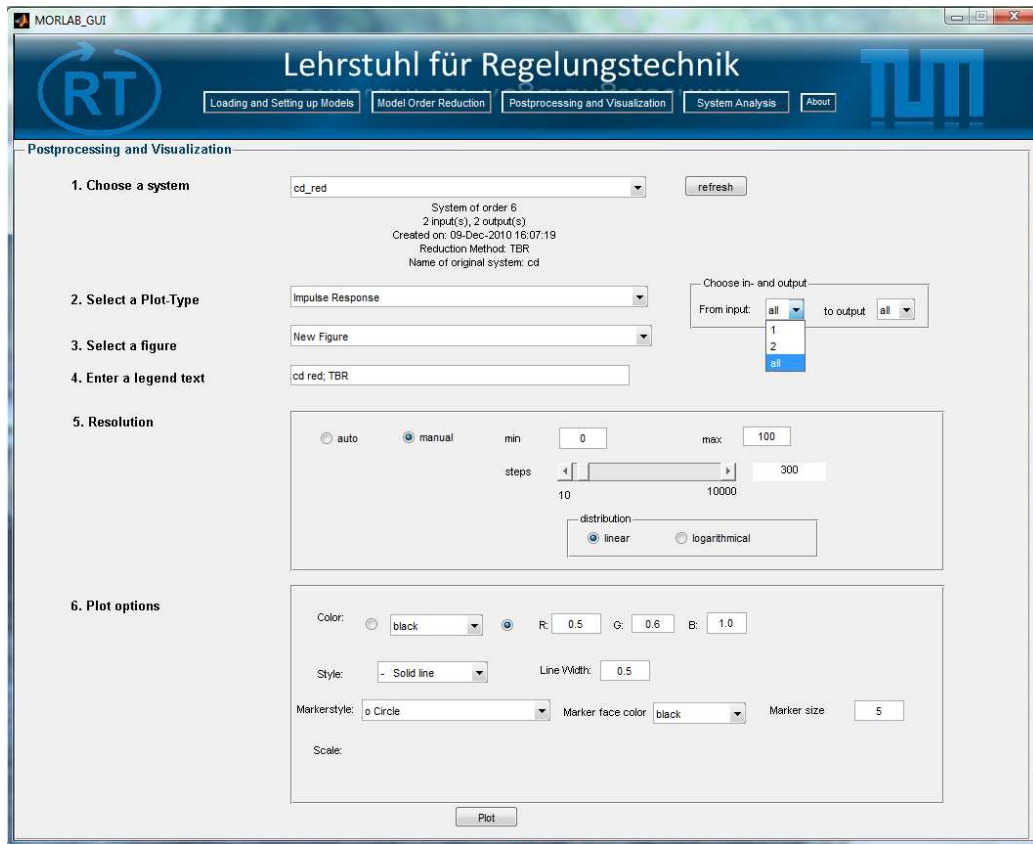 MORLAB_GUI
RT
Lehrstuhl für Regelungstechnik
TUM
Loading and Setting up Models
Model Order Reduction
Postprocessing and Visualization
System Analysis
About
Postprocessing and Visualization
1. Choose a system
cd_red
refresh
System of order 6
2 input(s), 2 output(s)
Created on: 09-Dec-2010 16:07:19
Reduction Method: TBR
Name of original system: cd
2. Select a Plot-Type
Impulse Response
Choose in- and output
From input: all to output all
1
2
all
3. Select a figure
New Figure
4. Enter a legend text
cd red; TBR
5. Resolution
auto manual min 0 max 100
steps 300
10 10000
distribution
linear logarithmical
6. Plot options
Color: black R: 0.5 G: 0.6 B: 1.0
Style: - Solid line Line Width: 0.5
Markerstyle: o Circle Marker face color black Marker size 5
Scale:
Plot